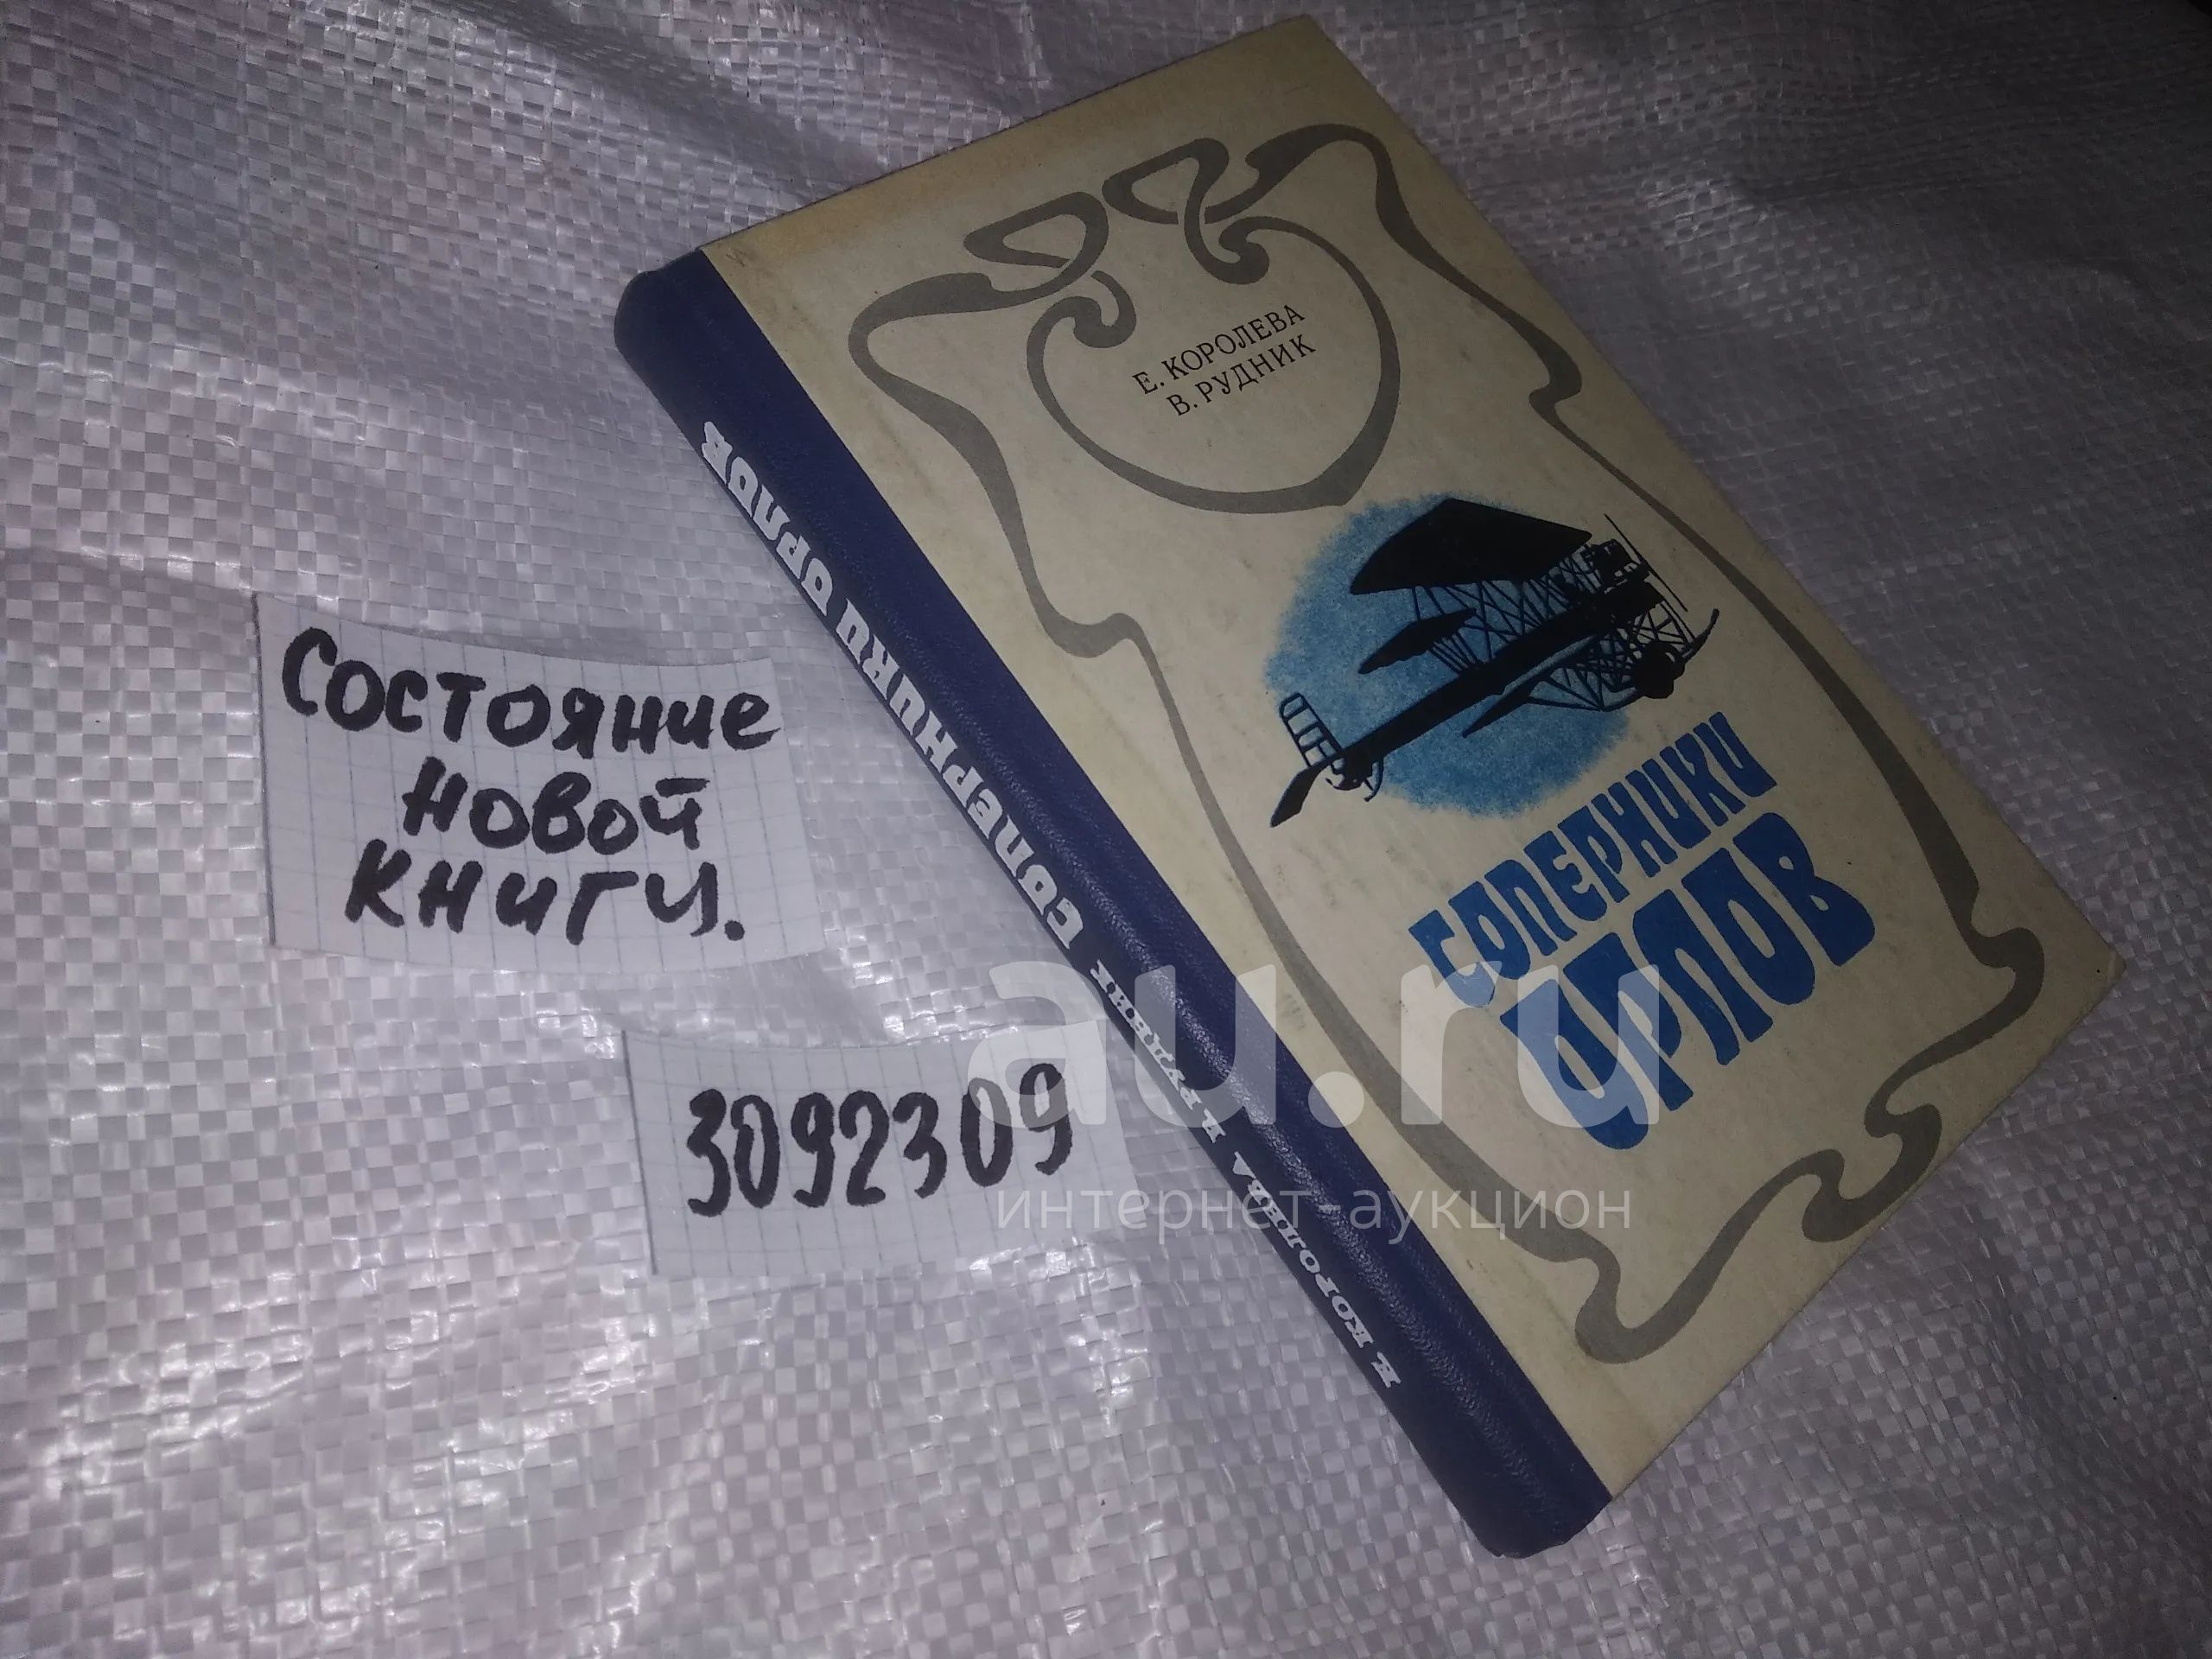 Е. КОРОЛЕВА
В. РУДНИК
СОПЕРНИКИ
ОРЛОВ
Е. КОРОЛЕВА В. РУДНИК СОПЕРНИКИ ОРЛОВ
Состояние
новой
книги.
3092309
au.ru
интернет-аукцион